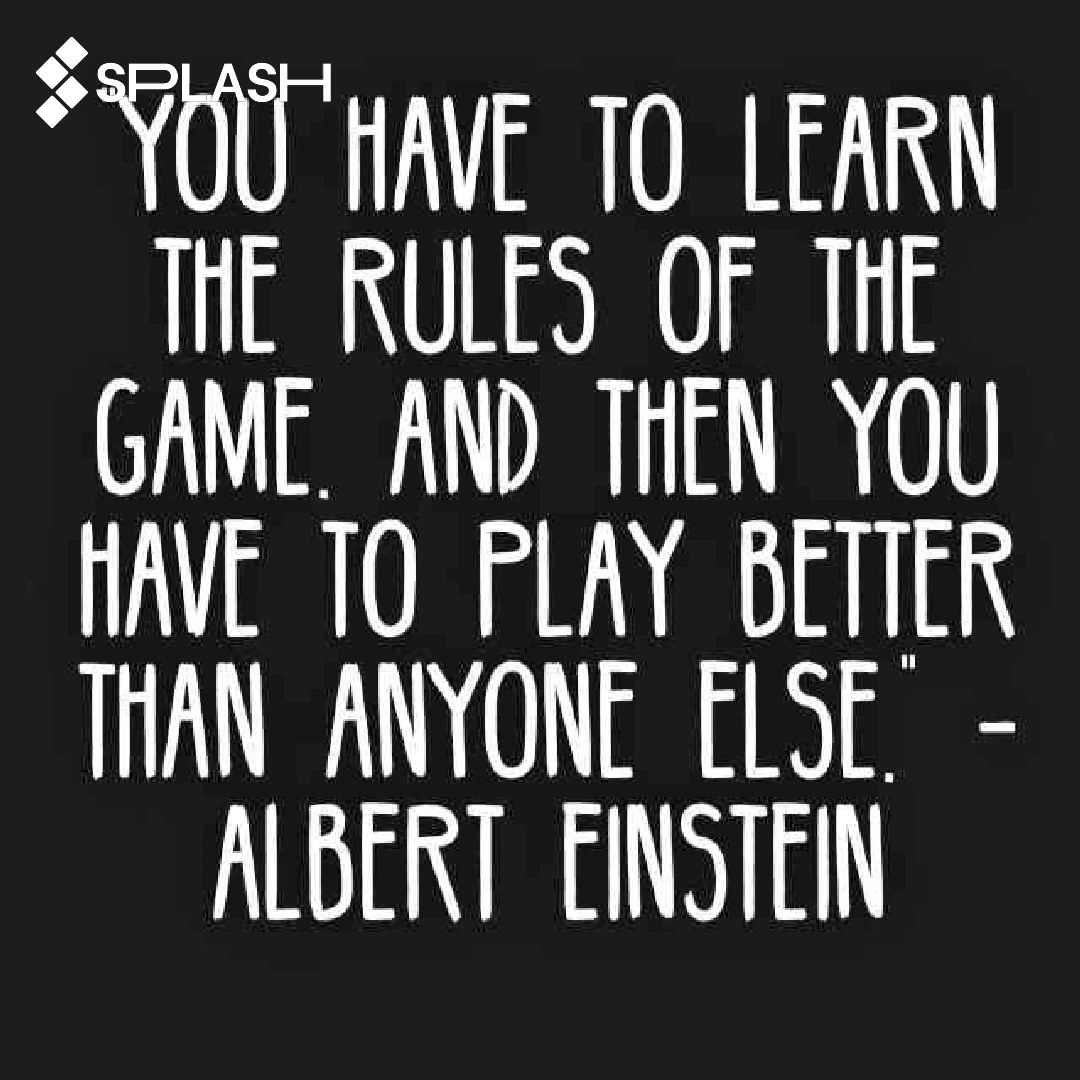 SPLASH
"YOU HAVE TO LEARN
THE RULES OF THE
GAME. AND THEN YOU
HAVE TO PLAY BETTER
THAN ANYONE ELSE." –
ALBERT EINSTEIN